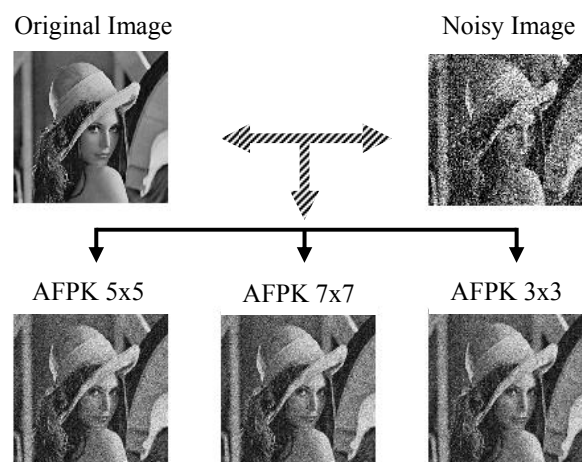 Original Image
Noisy Image
AFPK 5x5
AFPK 7x7
AFPK 3x3